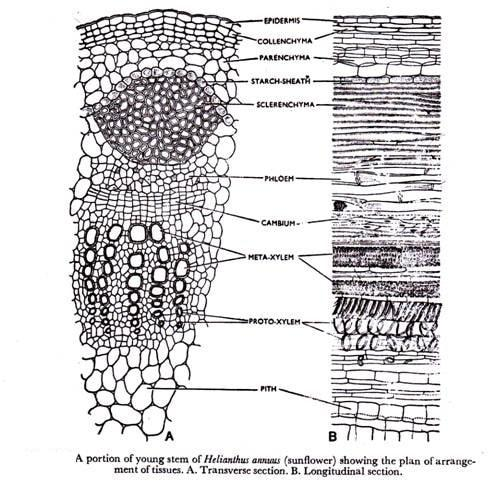 EPIDERMIS
COLLENCHYMA
PARENCHYMA
STARCH-SHEATH
SCLERENCHYMA
PHLOEM
CAMBIUM
META-XYLEM
PROTO-XYLEM
PITH
A B
A portion of young stem of Helianthus annuus (sunflower) showing the plan of arrange-
ment of tissues. A. Transverse section. B. Longitudinal section.